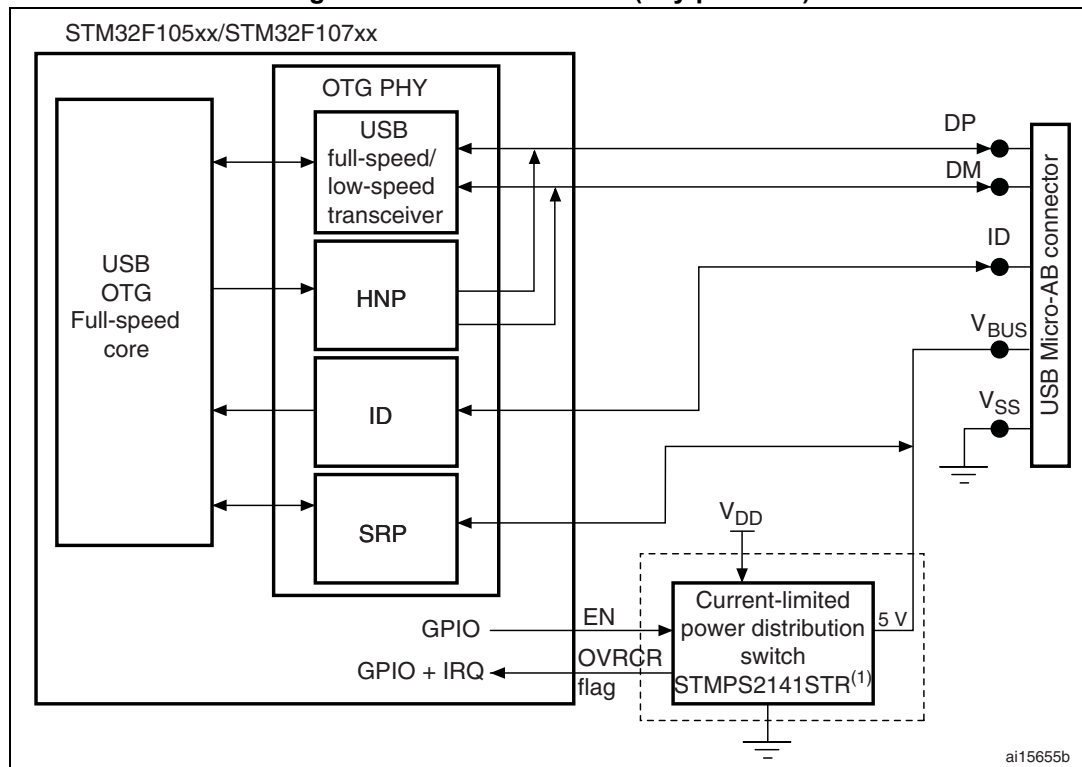 STM32F105xx/STM32F107xx
OTG PHY
USB
full-speed/
low-speed
transceiver
HNP
ID
SRP
USB
OTG
Full-speed
core
DP
DM
ID
VBUS
VSS
USB Micro-AB connector
VDD
Current-limited
power distribution
switch
STMPS2141STR(1)
5 V
GPIO
EN
GPIO + IRQ
OVRCR
flag
ai15655b